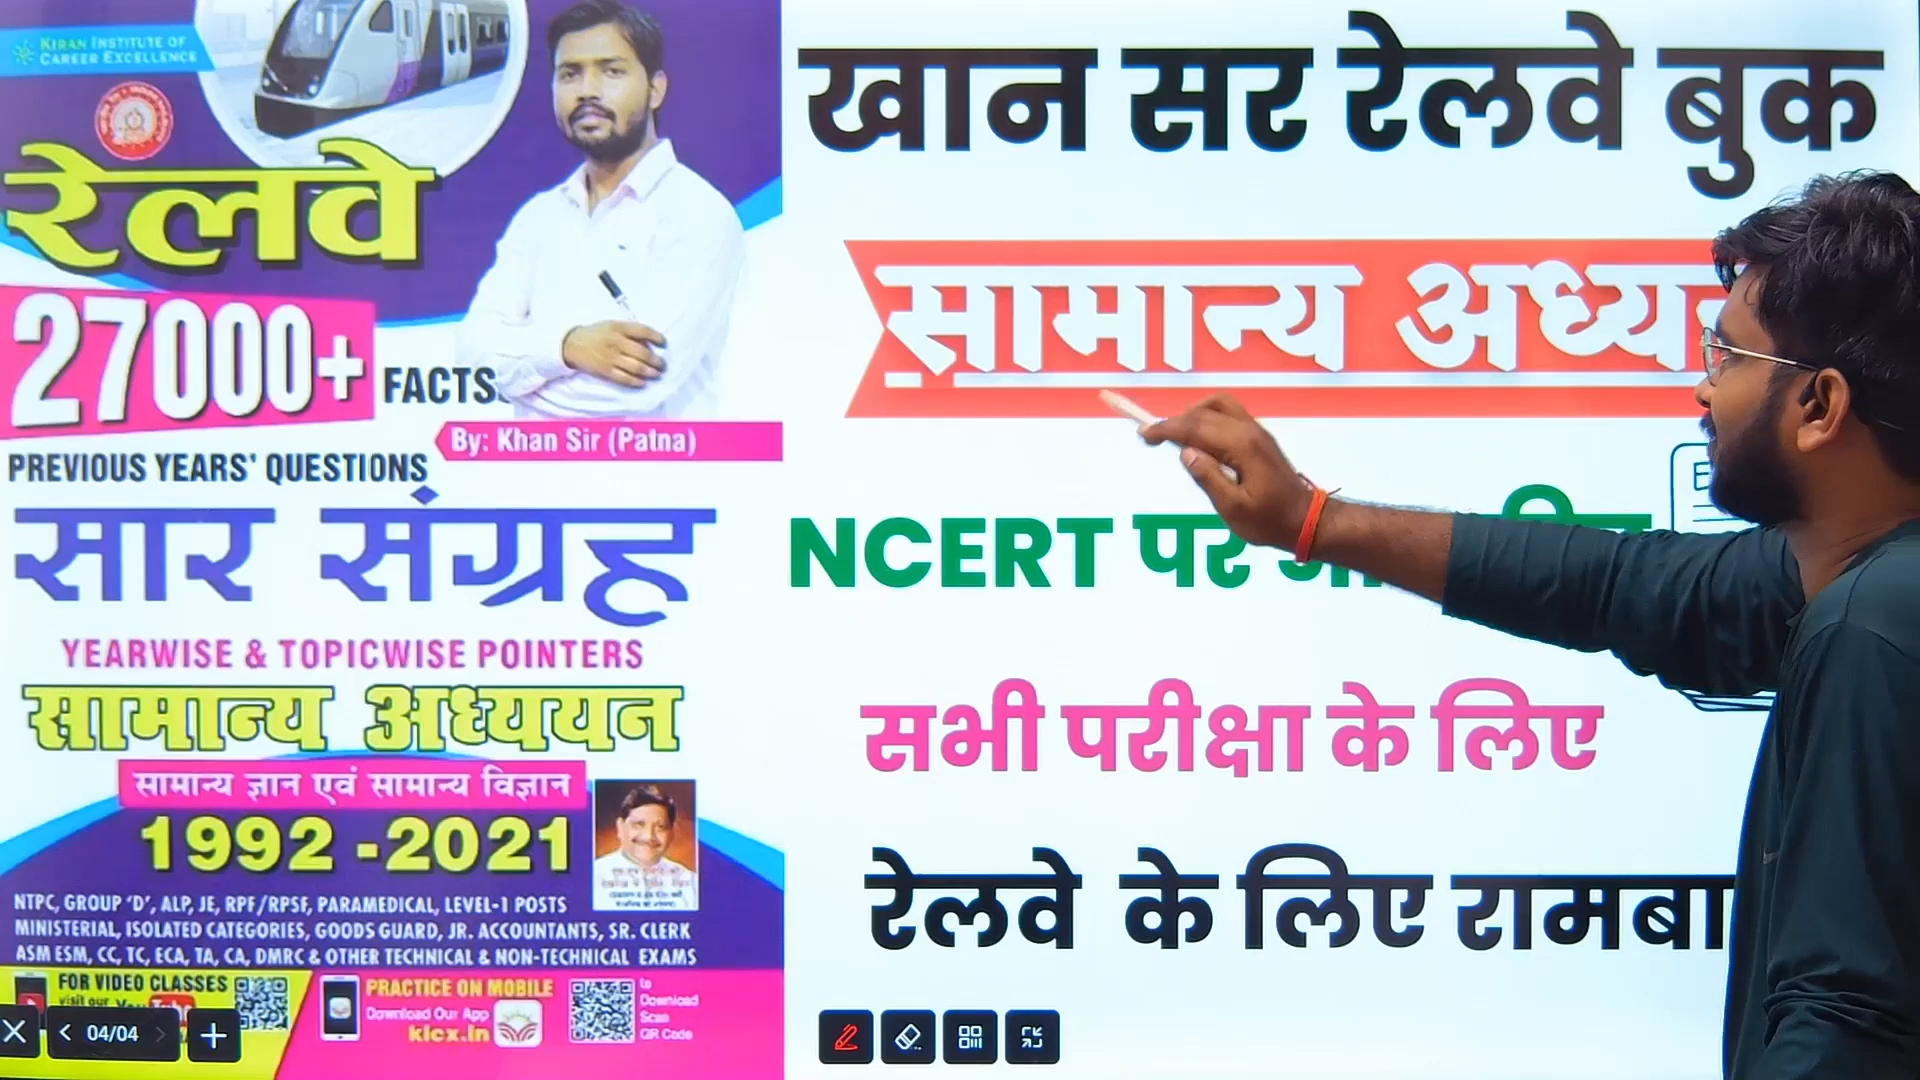 KIRAN INSTITUTE OF
CAREER EXCELLENCE
रेलवे
27000+
FACTS
By: Khan Sir (Patna)
PREVIOUS YEARS' QUESTIONS
सार संग्रह
YEARWISE & TOPICWISE POINTERS
सामान्य अध्ययन
सामान्य ज्ञान एवं सामान्य विज्ञान
1992 -2021
NTPC, GROUP 'D', ALP, JE, RPF/RPSF, PARAMEDICAL, LEVEL-1 POSTS
MINISTERIAL, ISOLATED CATEGORIES, GOODS GUARD, JR. ACCOUNTANTS, SR. CLERK
ASM ESM, CC, TC, ECA, TA, CA, DMRC & OTHER TECHNICAL & NON-TECHNICAL EXAMS
FOR VIDEO CLASSES
visit our YouTube
PRACTICE ON MOBILE
Download Our App
kicx.in
to
Download
Scan
QR Code
04/04
खान सर रेलवे बुक
सामान्य
NCERT पर
सभी परीक्षा के लिए
रेलवे के लिए